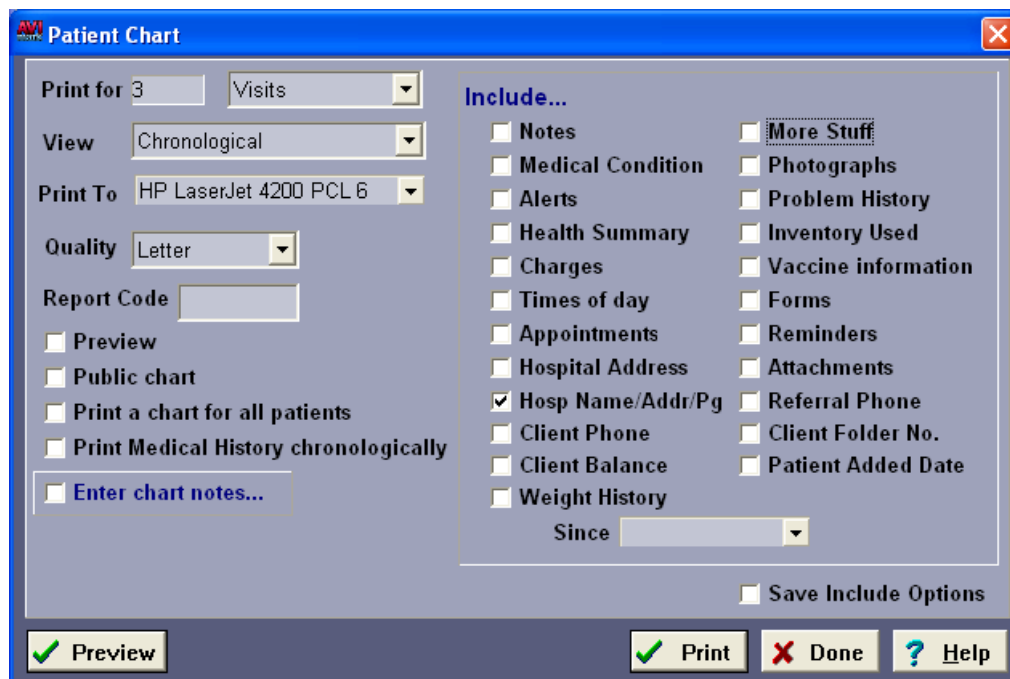 AVI
Patient Chart
Print for 3 Visits
View Chronological
Print To HP LaserJet 4200 PCL 6
Quality Letter
Report Code
Preview
Public chart
Print a chart for all patients
Print Medical History chronologically
Enter chart notes...
Include...
Notes
Medical Condition
Alerts
Health Summary
Charges
Times of day
Appointments
Hospital Address
Hosp Name/Addr/Pg
Client Phone
Client Balance
Weight History
Since
More Stuff
Photographs
Problem History
Inventory Used
Vaccine information
Forms
Reminders
Attachments
Referral Phone
Client Folder No.
Patient Added Date
Save Include Options
Preview
Print
Done
? Help